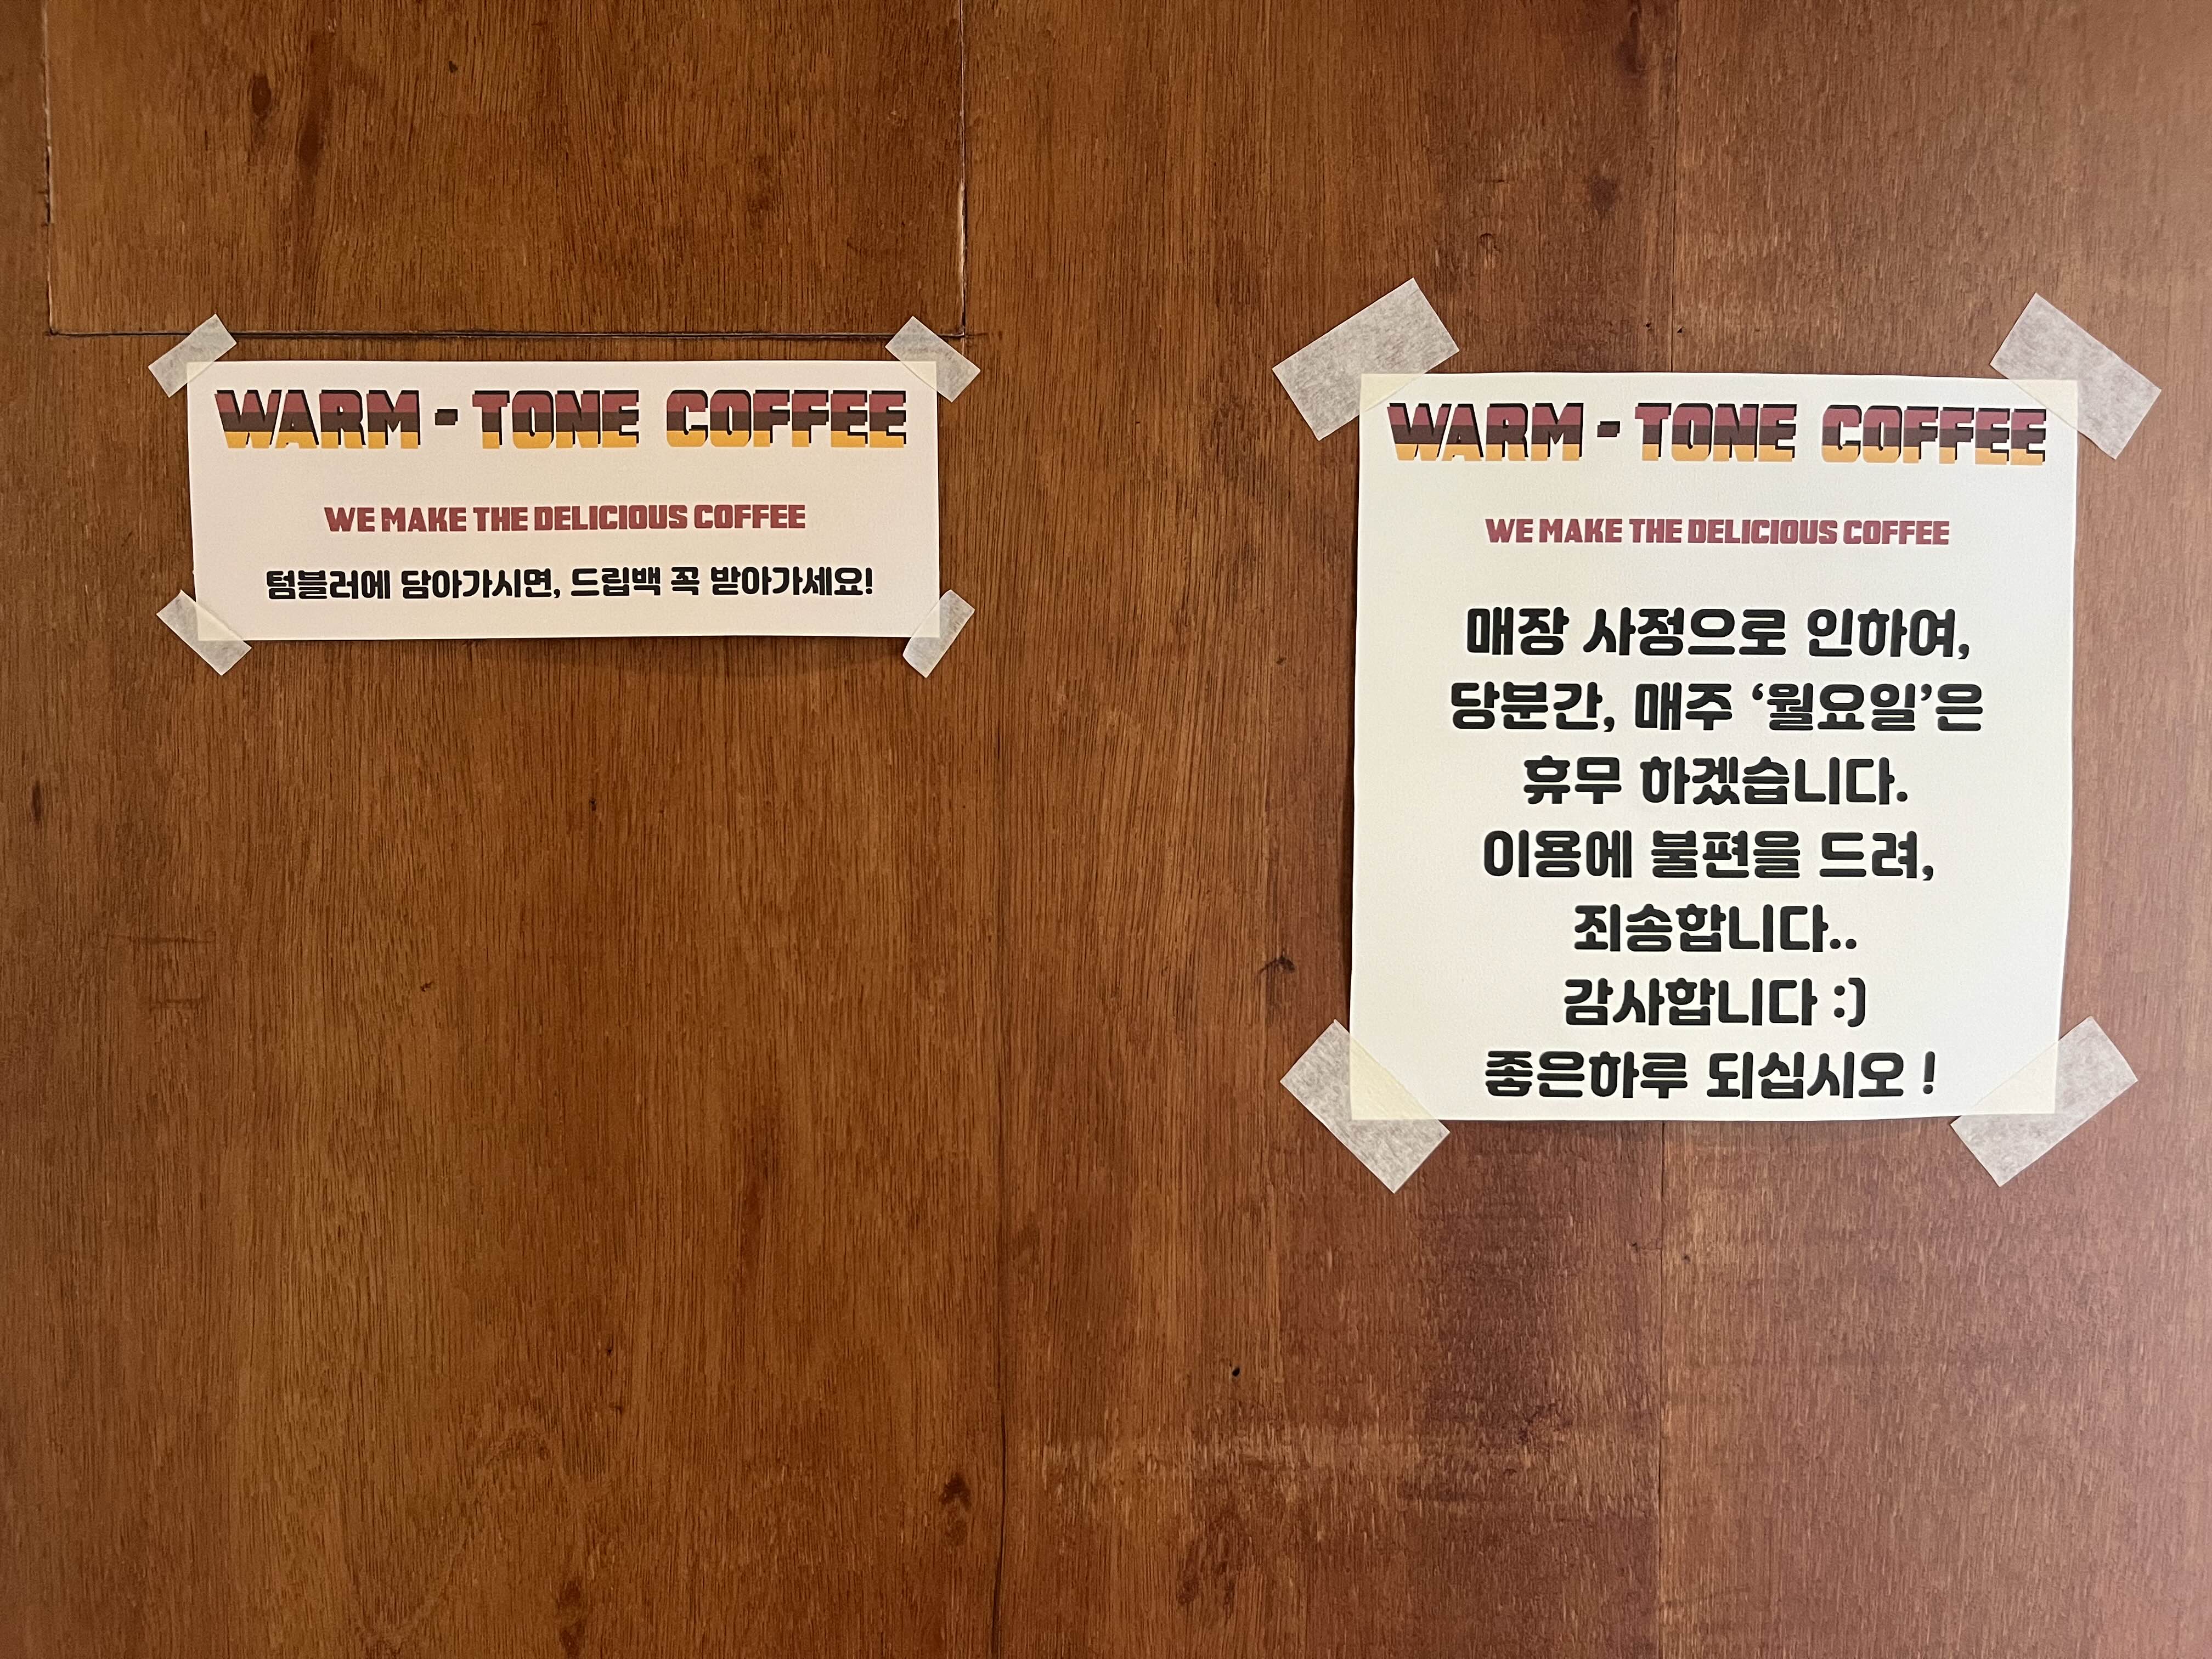 WARM - TONE COFFEE
WE MAKE THE DELICIOUS COFFEE
텀블러에 담아가시면, 드립백 꼭 받아가세요!
WARM - TONE COFFEE
WE MAKE THE DELICIOUS COFFEE
매장 사정으로 인하여,
당분간, 매주 ‘월요일’은
휴무 하겠습니다.
이용에 불편을 드려,
죄송합니다..
감사합니다 :)
좋은하루 되십시오 !